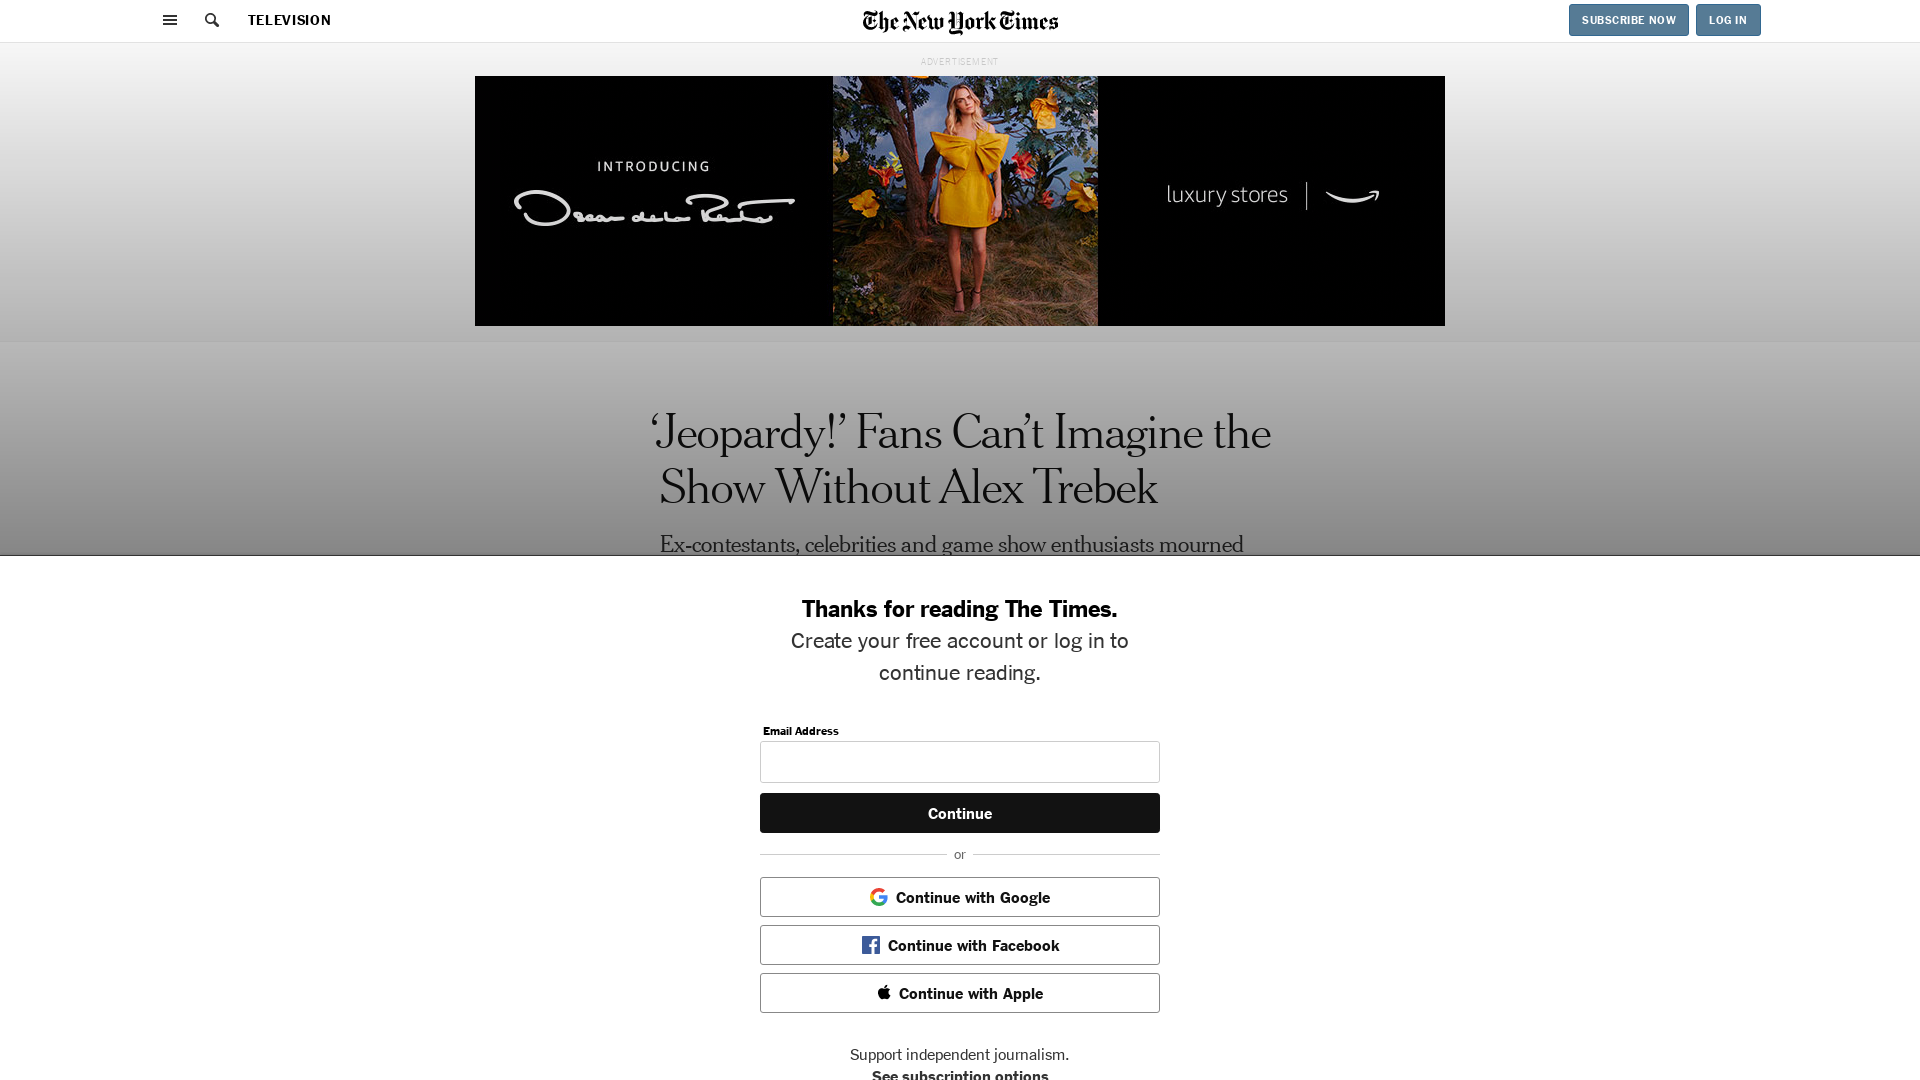 TELEVISION
The New York Times
SUBSCRIBE NOW
LOG IN
ADVERTISEMENT
INTRODUCING
Oscar de la Renta
luxury stores
‘Jeopardy!’ Fans Can’t Imagine the
Show Without Alex Trebek
Ex-contestants, celebrities and game show enthusiasts mourned
Thanks for reading The Times.
Create your free account or log in to
continue reading.
Email Address
Continue
or
Continue with Google
Continue with Facebook
Continue with Apple
Support independent journalism.
See subscription options